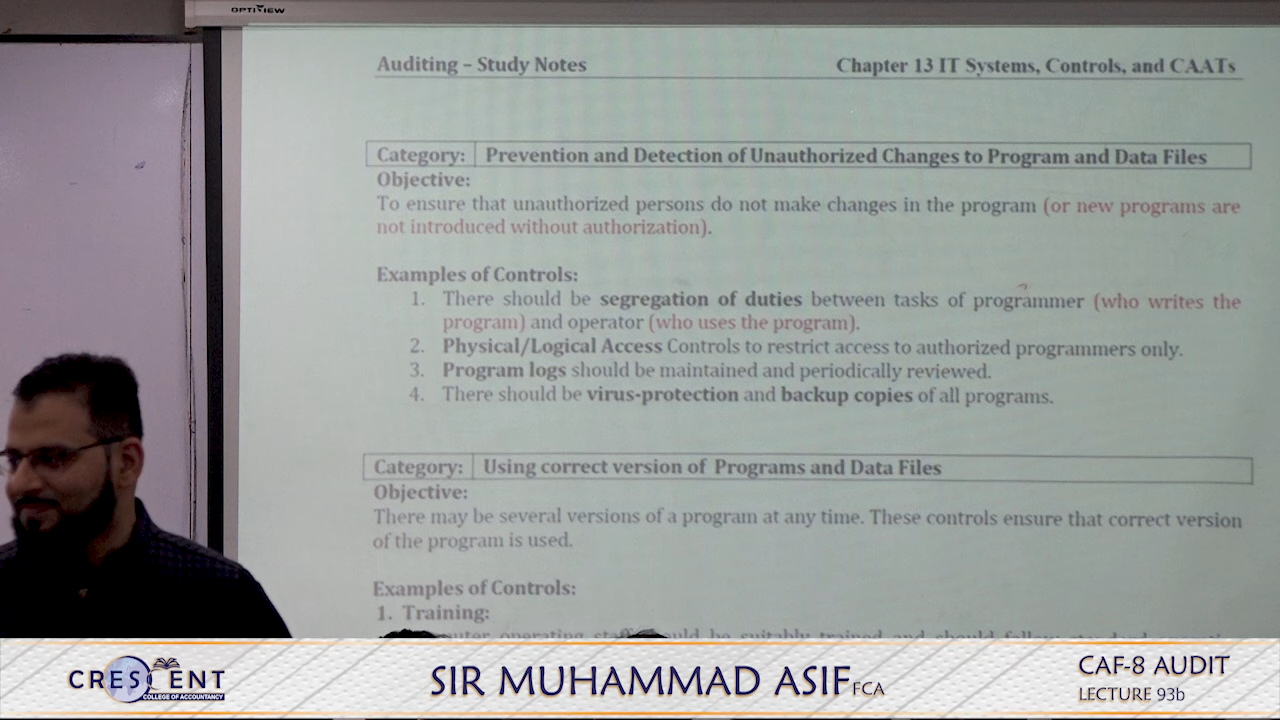 OPTIVIEW
Auditing – Study Notes
Chapter 13 IT Systems, Controls, and CAATs
Category: Prevention and Detection of Unauthorized Changes to Program and Data Files
Objective:
To ensure that unauthorized persons do not make changes in the program (or new programs are
not introduced without authorization).
Examples of Controls:
1. There should be segregation of duties between tasks of programmer (who writes the
program) and operator (who uses the program).
2. Physical/Logical Access Controls to restrict access to authorized programmers only.
3. Program logs should be maintained and periodically reviewed.
4. There should be virus-protection and backup copies of all programs.
Category: Using correct version of Programs and Data Files
Objective:
There may be several versions of a program at any time. These controls ensure that correct version
of the program is used.
Examples of Controls:
1. Training:
operating be suitably trained and should follow
CRESCENT
COLLEGE OF ACCOUNTANCY
SIR MUHAMMAD ASIF FCA
CAF-8 AUDIT
LECTURE 93b